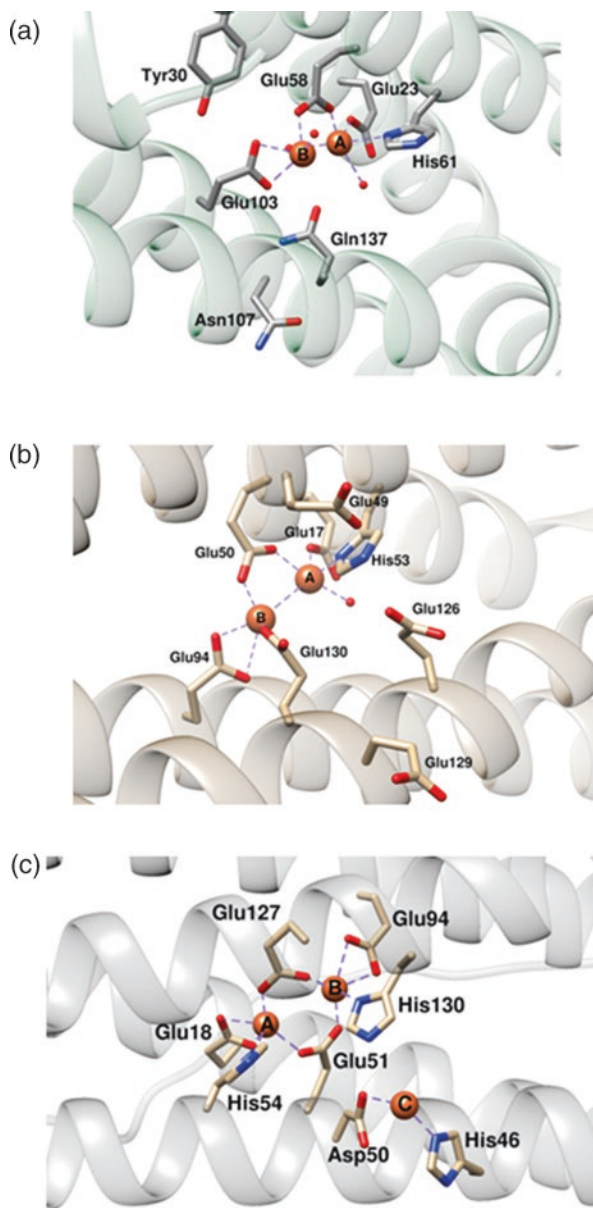 (a)
Tyr30
Glu58
Glu23
B
A
His61
Glu103
Gln137
Asn107
(b)
Glu49
Glu50
Glu17
His53
A
B
Glu126
Glu94
Glu130
Glu129
(c)
Glu127
Glu94
B
His130
A
Glu18
Glu51
His54
C
Asp50
His46